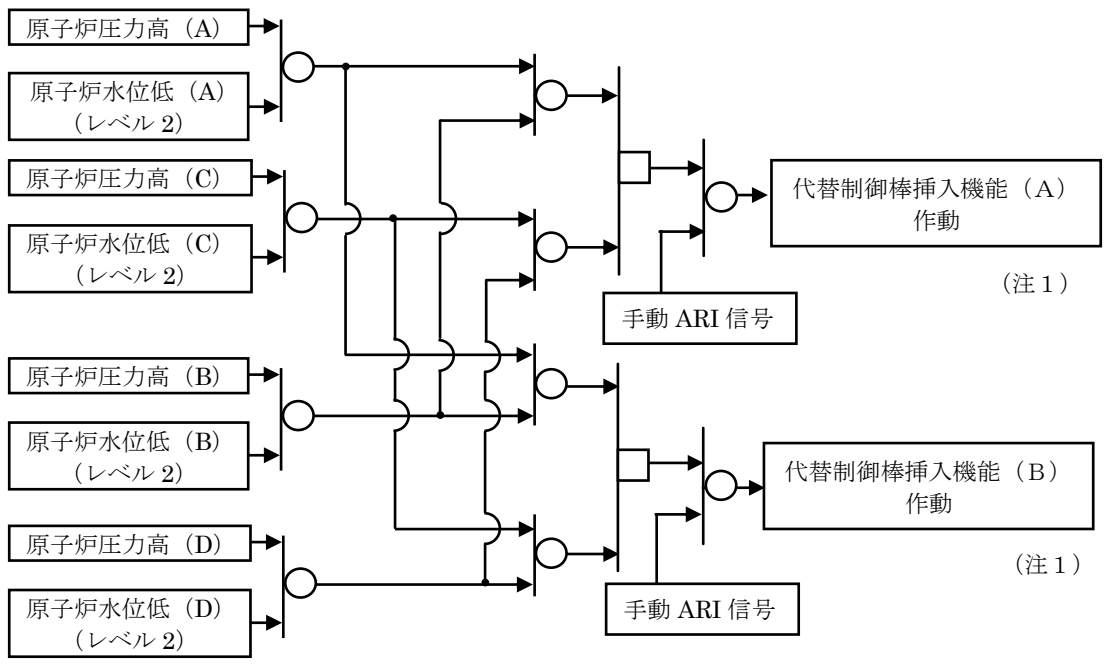 原子炉圧力高（A）
原子炉水位低（A）
（レベル 2）
原子炉圧力高（C）
原子炉水位低（C）
（レベル 2）
代替制御棒挿入機能（A）
作動
（注１）
手動 ARI 信号
原子炉圧力高（B）
原子炉水位低（B）
（レベル 2）
代替制御棒挿入機能（Ｂ）
作動
（注１）
手動 ARI 信号
原子炉圧力高（D）
原子炉水位低（D）
（レベル 2）